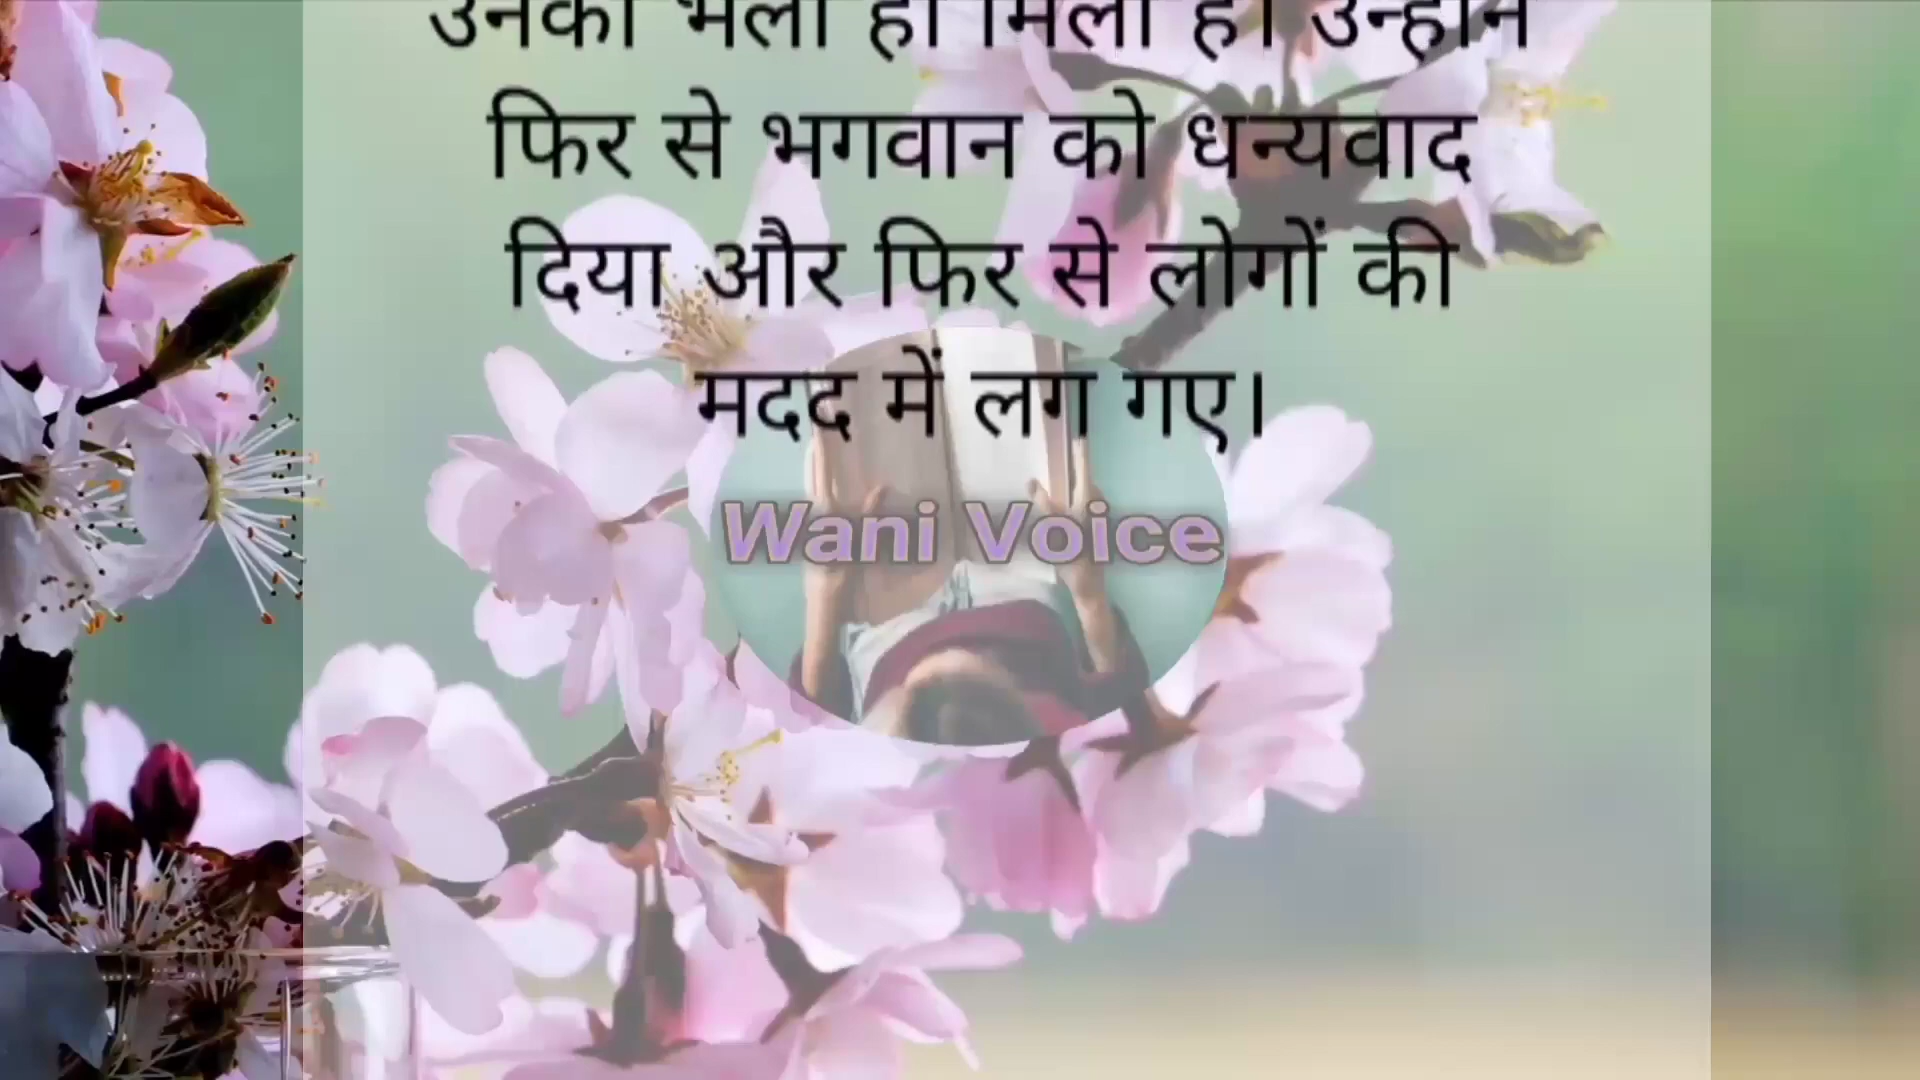 उनका भला ही मिला है। उन्होंने
फिर से भगवान को धन्यवाद
दिया और फिर से लोगों की
मदद में लग गए।
Wani Voice